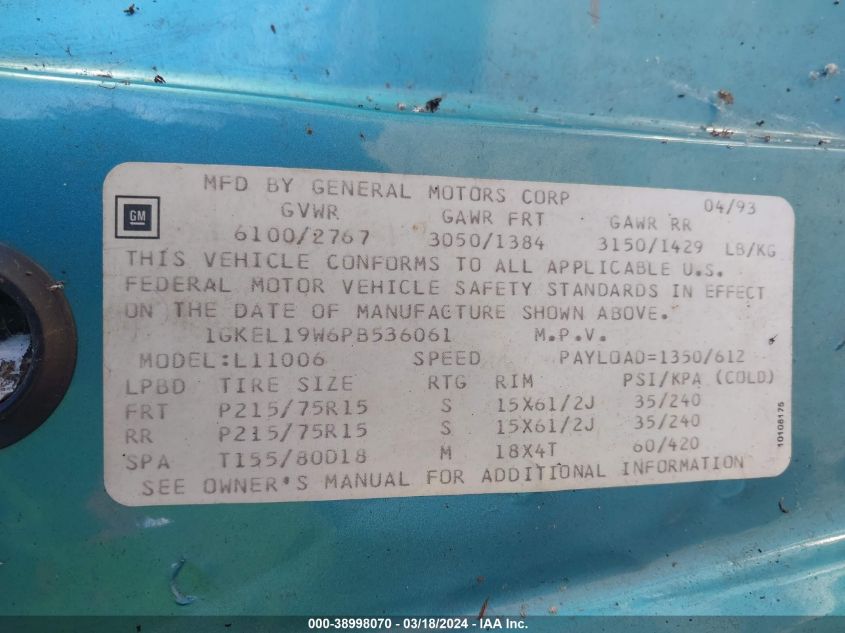 MFD BY GENERAL MOTORS CORP 04/93
GM
GVWR GAWR FRT GAWR RR
6100/2767 3050/1384 3150/1429 LB/KG
THIS VEHICLE CONFORMS TO ALL APPLICABLE U.S.
FEDERAL MOTOR VEHICLE SAFETY STANDARDS IN EFFECT
ON THE DATE OF MANUFACTURE SHOWN ABOVE.
1GKEL19W6PB536061 M.P.V.
MODEL:L11006 SPEED PAYLOAD=1350/612
LPBD TIRE SIZE RTG RIM PSI/KPA (COLD)
FRT P215/75R15 S 15X61/2J 35/240
RR P215/75R15 S 15X61/2J 35/240
SPA T155/80D18 M 18X4T 60/420
SEE OWNER'S MANUAL FOR ADDITIONAL INFORMATION
10108175
000-38998070 - 03/18/2024 - IAA Inc.